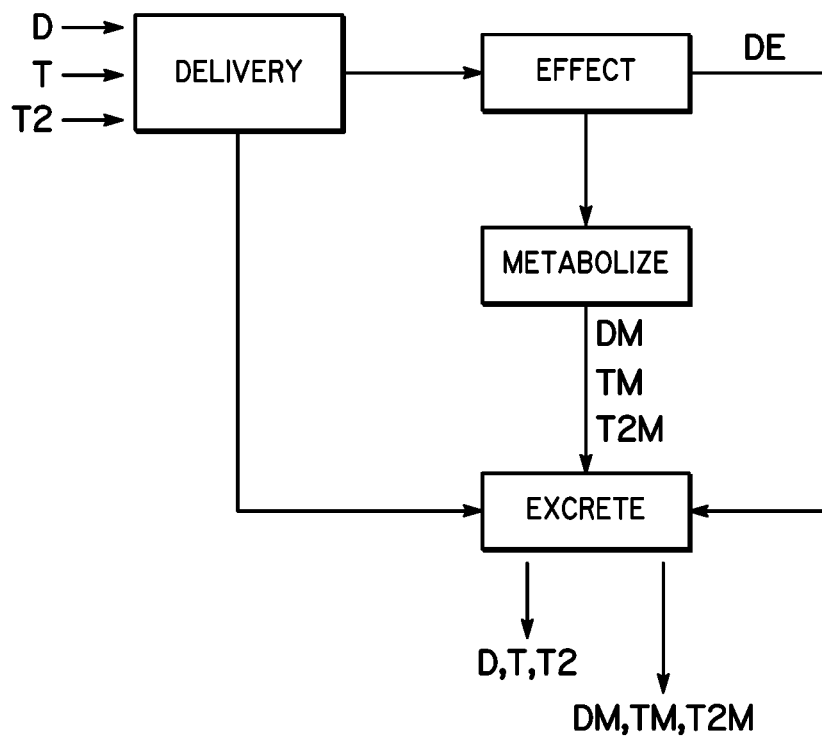 D
T
T2
DELIVERY
EFFECT
DE
METABOLIZE
DM
TM
T2M
EXCRETE
D,T,T2
DM,TM,T2M